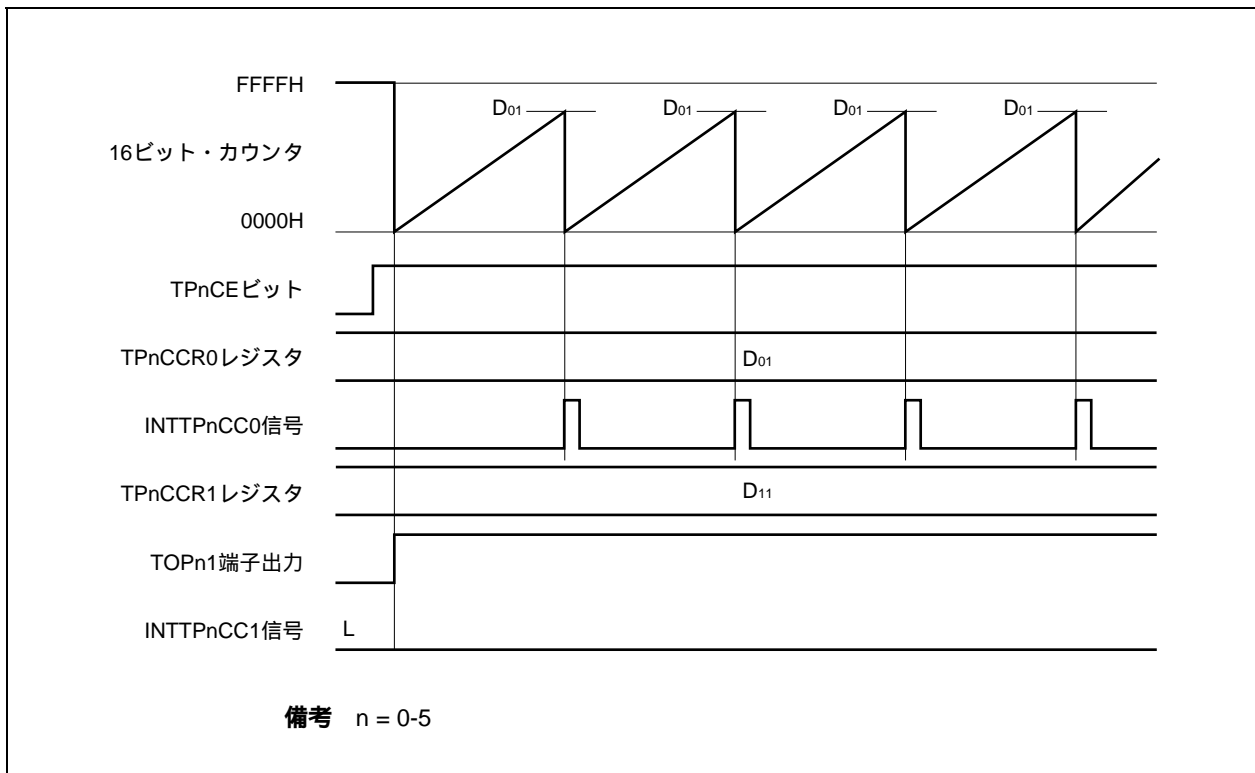 FFFFH
D01 D01 D01 D01
16ビット・カウンタ
0000H
TPnCEビット
TPnCCR0レジスタ D01
INTTPnCC0信号
TPnCCR1レジスタ D11
TOPn1端子出力
INTTPnCC1信号 L
備考 n = 0-5